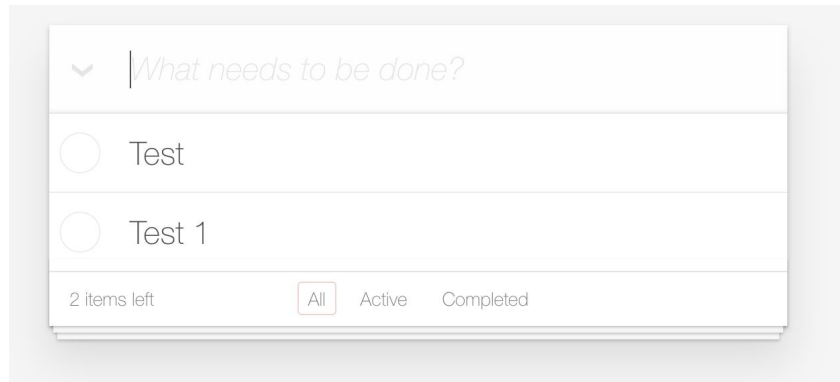 What needs to be done?
Test
Test 1
2 items left All Active Completed